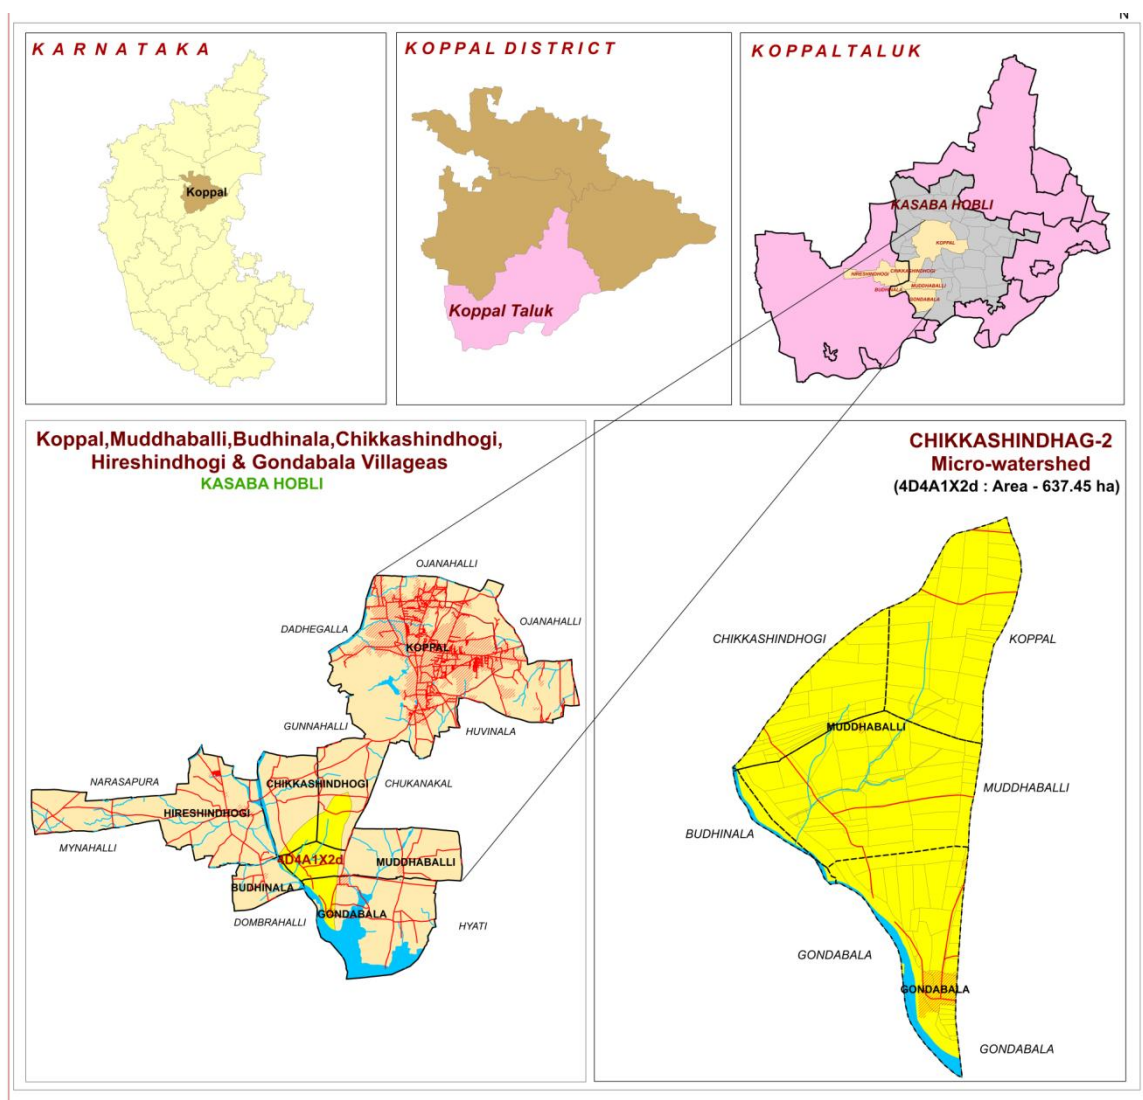 N
KARNATAKA
Koppal
KOPPAL DISTRICT
Koppal Taluk
KOPPAL TALUK
KASABA HOBLI
KOPPAL
CHIKKASHINDHOGI
HIRESHINDHOGI
MUDDHABALLI
BUDHINALA
GONDABALA
Koppal,Muddhaballi,Budhinala,Chikkashindhogi,
Hireshindhogi & Gondabala Villageas
KASABA HOBLI
OJANAHALLI
OJANAHALLI
DADHEGALLA
KOPPAL
GUNNAHALLI
HUVINALA
NARASAPURA
CHIKKASHINDHOGI
CHUKANAKAL
HIRESHINDHOGI
MYNAHALLI
4D4A1X2d
MUDDHABALLI
BUDHINALA
GONDABALA
DOMBRAHALLI
HYATI
CHIKKASHINDHAG-2
Micro-watershed
(4D4A1X2d : Area - 637.45 ha)
CHIKKASHINDHOGI
KOPPAL
MUDDHABALLI
MUDDHABALLI
BUDHINALA
GONDABALA
GONDABALA
GONDABALA